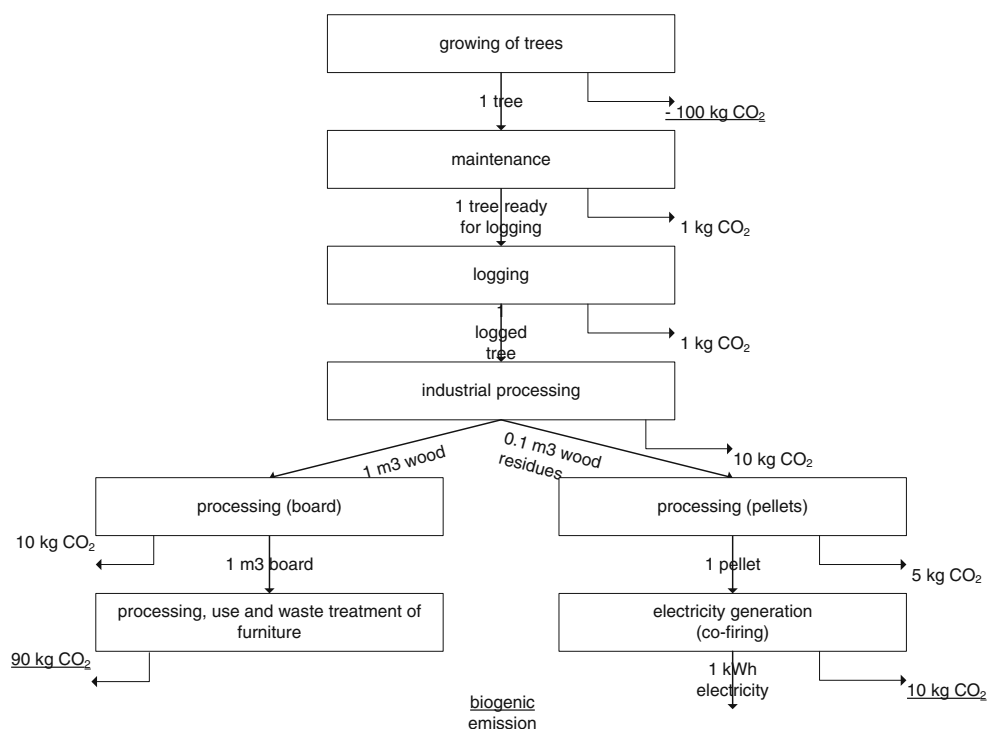 growing of trees
1 tree
- 100 kg CO₂
maintenance
1 tree ready
for logging
1 kg CO₂
logging
1
logged
tree
1 kg CO₂
industrial processing
1 m3 wood
0.1 m3 wood
residues
10 kg CO₂
processing (board)
processing (pellets)
10 kg CO₂
1 m3 board
1 pellet
5 kg CO₂
processing, use and waste treatment of
furniture
electricity generation
(co-firing)
90 kg CO₂
1 kWh
electricity
10 kg CO₂
biogenic
emission